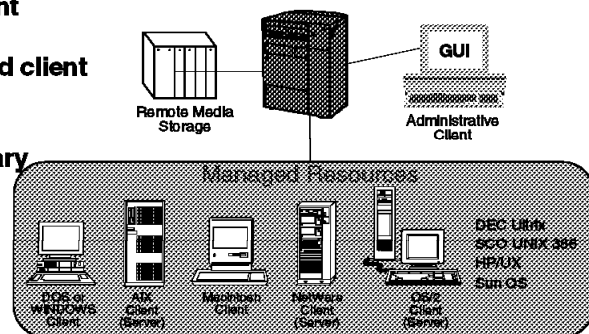 nt
d client
ary
GUI
Remote Media
Storage
Administrative
Client
Managed Resources
DOS or
WINDOWS
Client
AIX
Client
(Server)
Macintosh
Client
NetWare
Client
(Server)
OS/2
Client
(Server)
DEC Ultrix
SCO UNIX 386
HP/UX
Sun OS